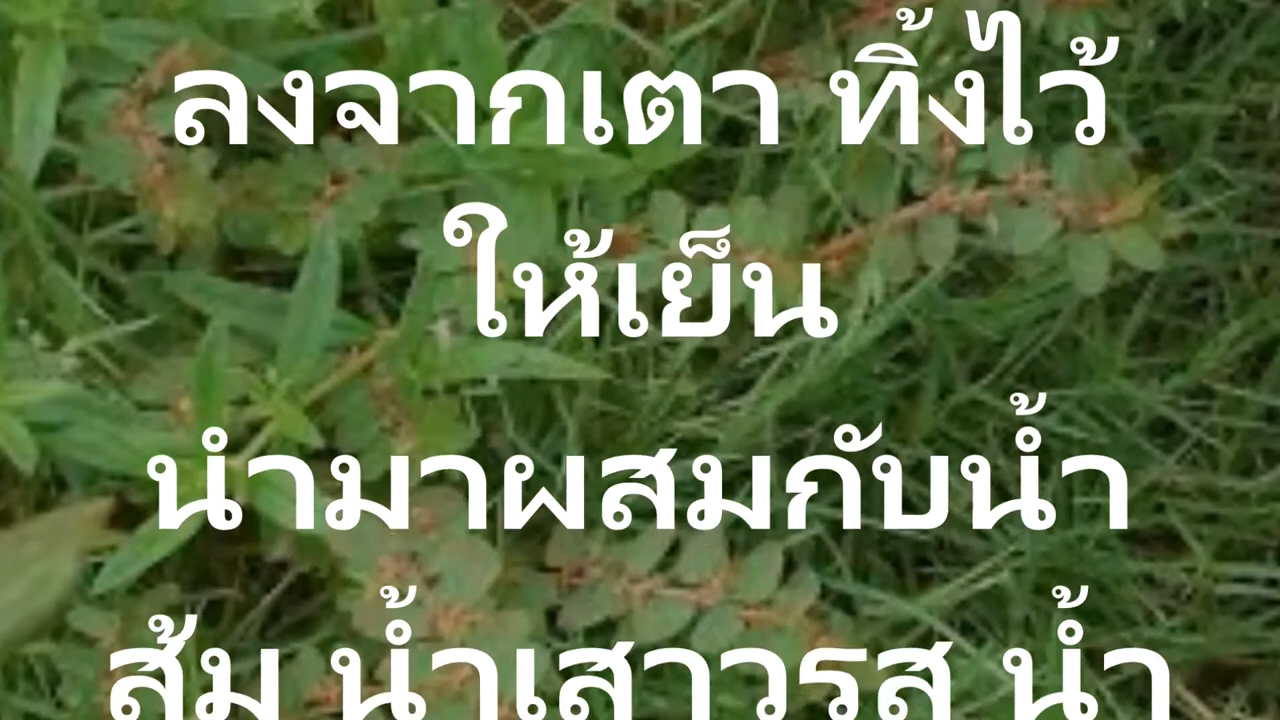 ลงจากเตา ทิ้งไว้
ให้เย็น
นำมาผสมกับน้ำ
ส้ม น้ำเสาวรส น้ำ